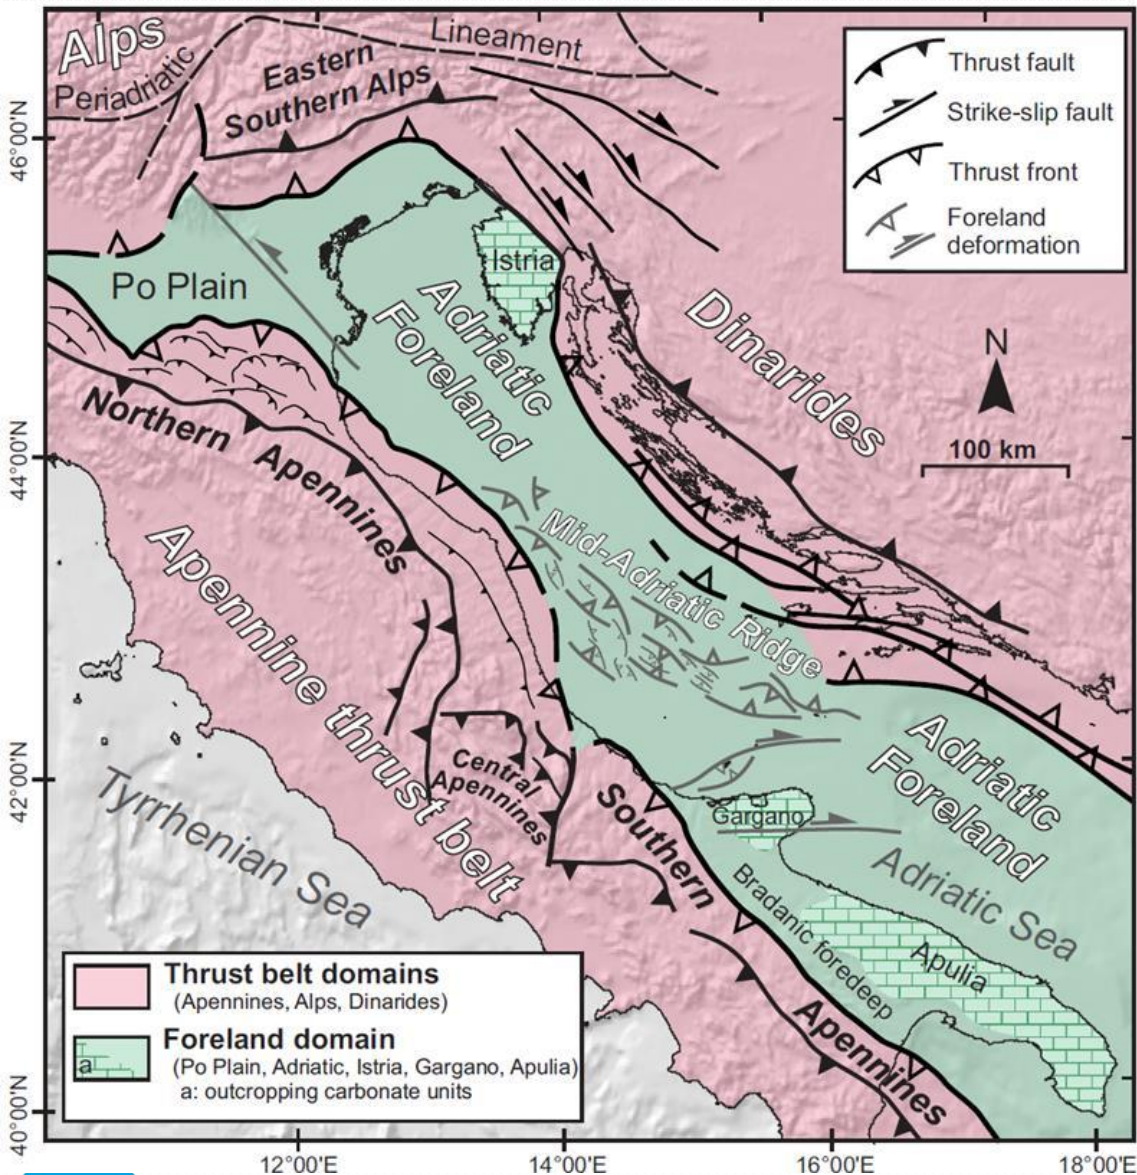 Alps
Periadriatic
Lineament
Eastern
Southern Alps
Thrust fault
Strike-slip fault
Thrust front
Foreland
deformation
46°00'N
Istria
Po Plain
Adriatic
Foreland
Dinarides
N
100 km
Northern Apennines
44°00'N
Mid-Adriatic Ridge
Apennine thrust belt
Adriatic
Foreland
42°00'N
Central
Apennines
Southern
Gargano
Tyrrhenian Sea
Adriatic Sea
Bradanic foredeep
Apulia
Apennines
Thrust belt domains
(Apennines, Alps, Dinarides)
Foreland domain
a
(Po Plain, Adriatic, Istria, Gargano, Apulia)
a: outcropping carbonate units
40°00'N
12°00'E
14°00'E
16°00'E
18°00'E